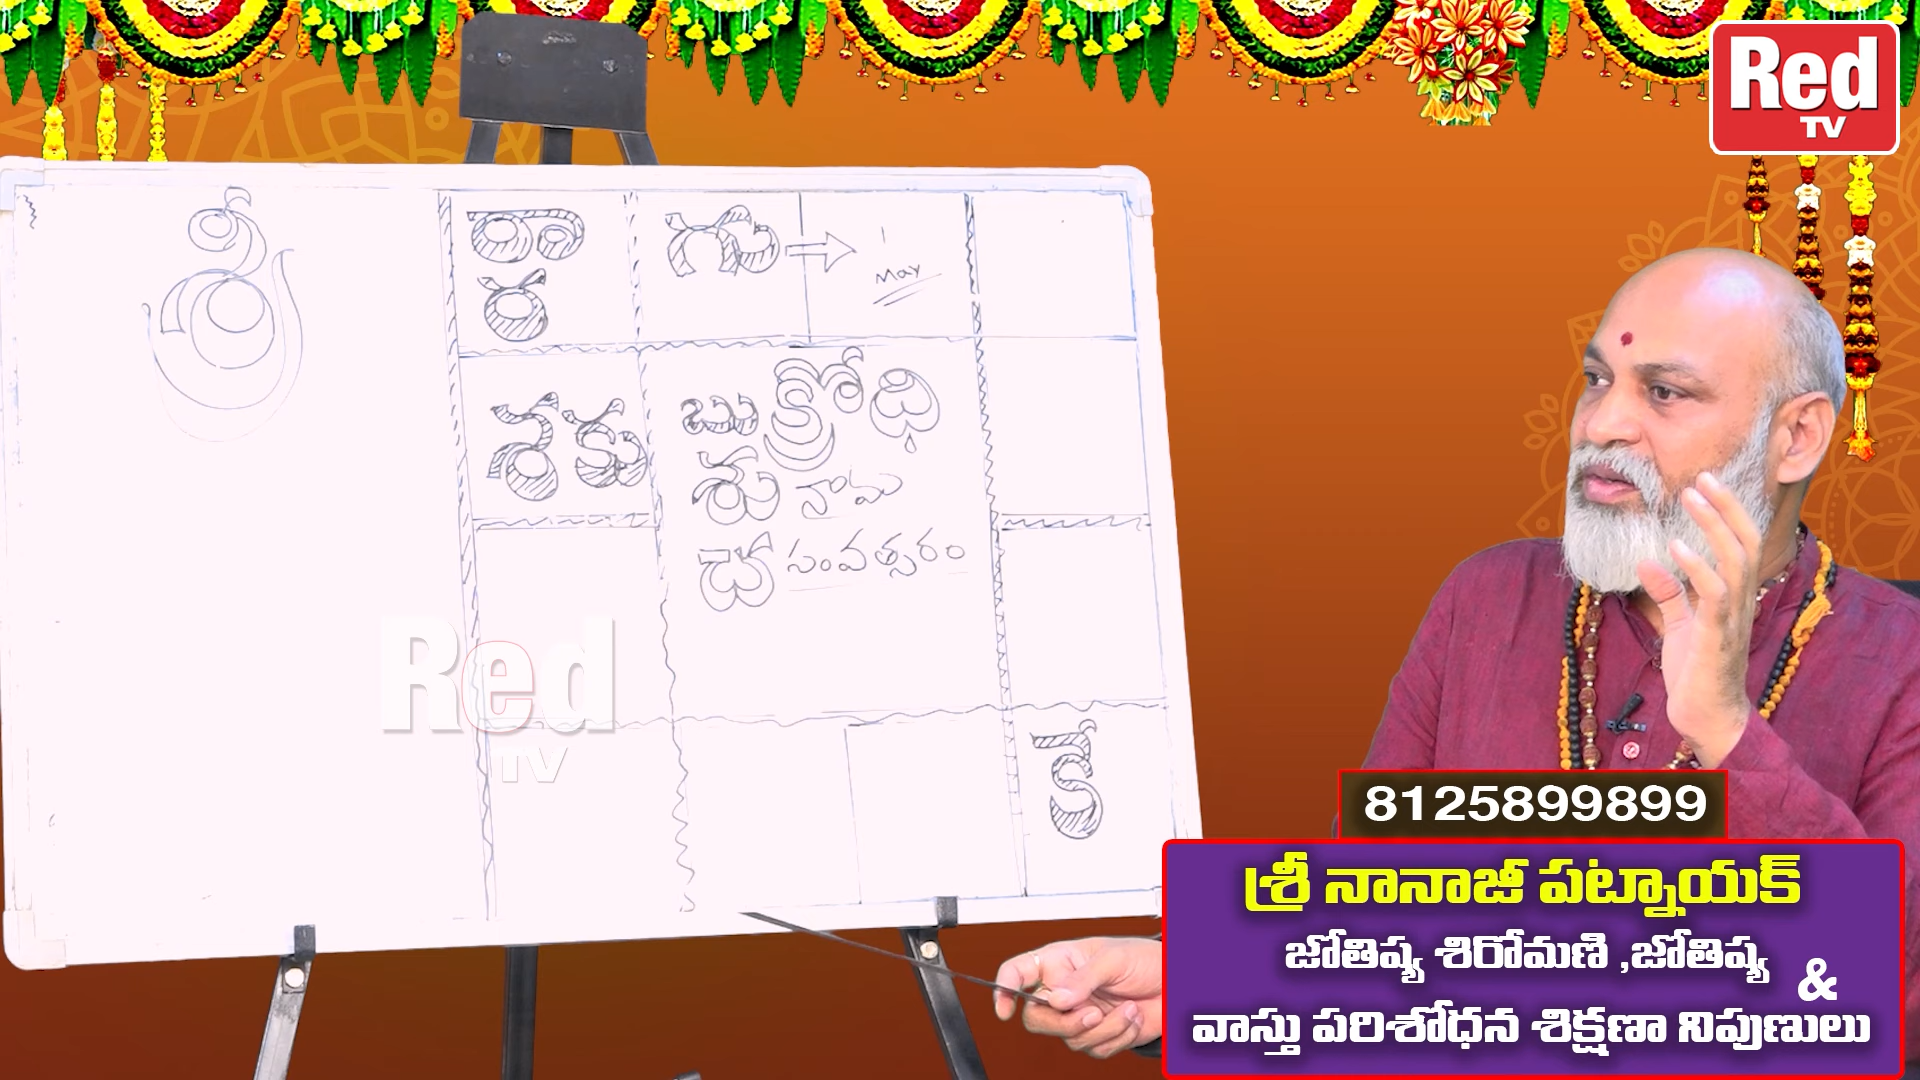 Red
TV
శ్రీ
రా
గు
1
May
ర
శ
కు
బు
క్రోది
శు
నామ
చ
సంవత్సరం
Red
TV
కే
8125899899
శ్రీ నానాజీ పట్నాయక్
జ్యోతిష్య శిరోమణి ,జ్యోతిష్య &
వాస్తు పరిశోధన శిక్షణా నిపుణులు